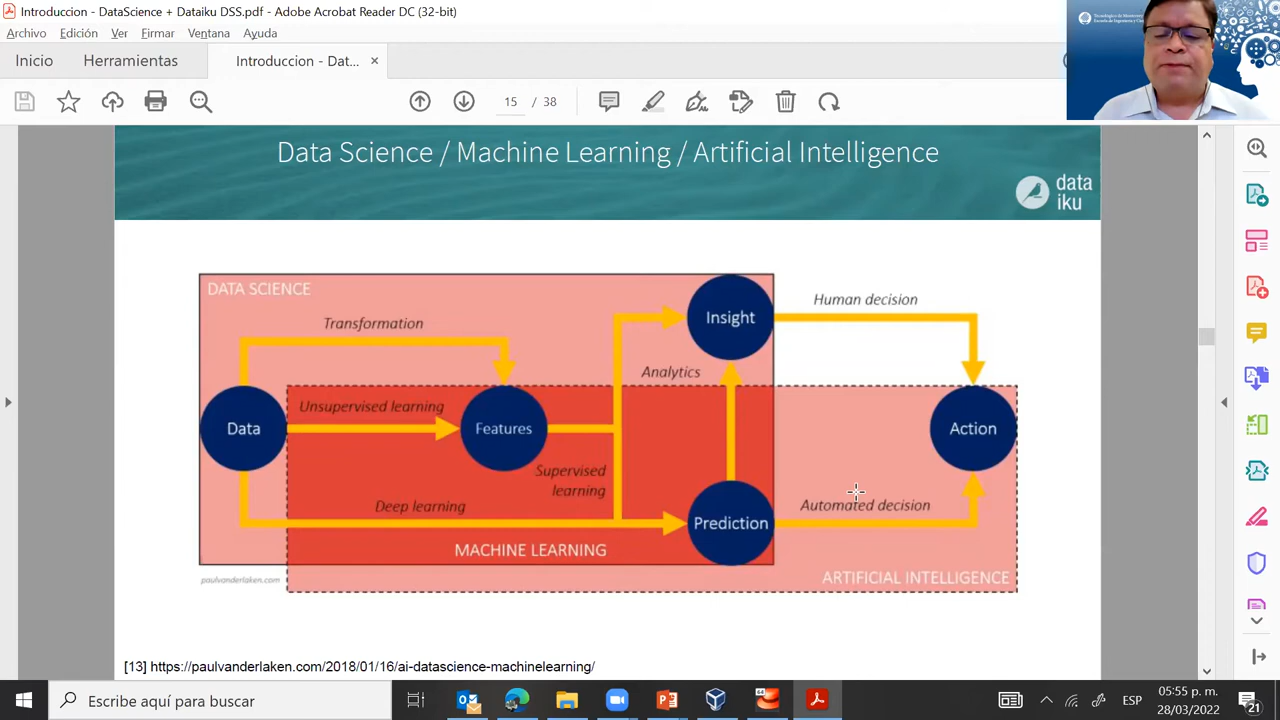 Introduccion - DataScience + Dataiku DSS.pdf - Adobe Acrobat Reader DC (32-bit)
Archivo Edición Ver Firmar Ventana Ayuda
Inicio Herramientas Introduccion - Dat... ×
15 / 38
Tecnológico de Monterrey
Data Science / Machine Learning / Artificial Intelligence
data
iku
DATA SCIENCE
Transformation
Insight
Human decision
Analytics
Unsupervised learning
Data
Features
Action
Supervised
learning
Deep learning
Prediction
Automated decision
MACHINE LEARNING
ARTIFICIAL INTELLIGENCE
paulvanderlaken.com
[13] https://paulvanderlaken.com/2018/01/16/ai-datascience-machinelearning/
Escribe aquí para buscar
ESP
05:55 p. m.
28/03/2022
21